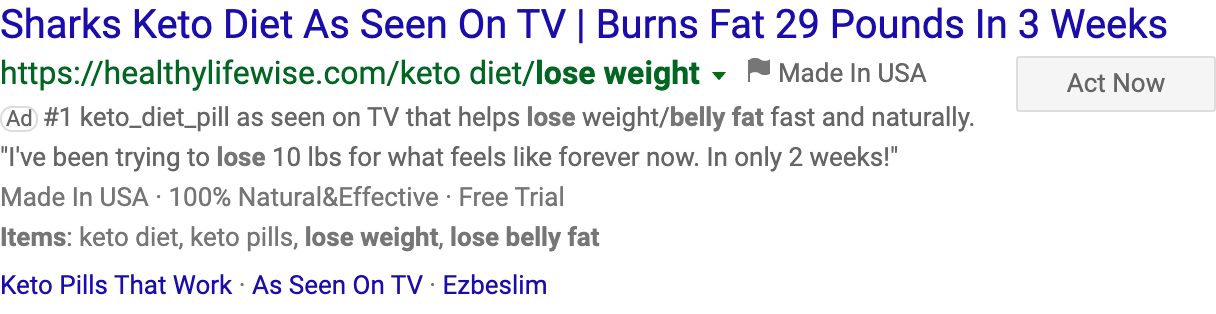 Sharks Keto Diet As Seen On TV | Burns Fat 29 Pounds In 3 Weeks
https://healthylifewise.com/keto diet/lose weight Made In USA
Act Now
Ad #1 keto_diet_pill as seen on TV that helps lose weight/belly fat fast and naturally.
"I've been trying to lose 10 lbs for what feels like forever now. In only 2 weeks!"
Made In USA · 100% Natural&Effective · Free Trial
Items: keto diet, keto pills, lose weight, lose belly fat
Keto Pills That Work · As Seen On TV · Ezbeslim